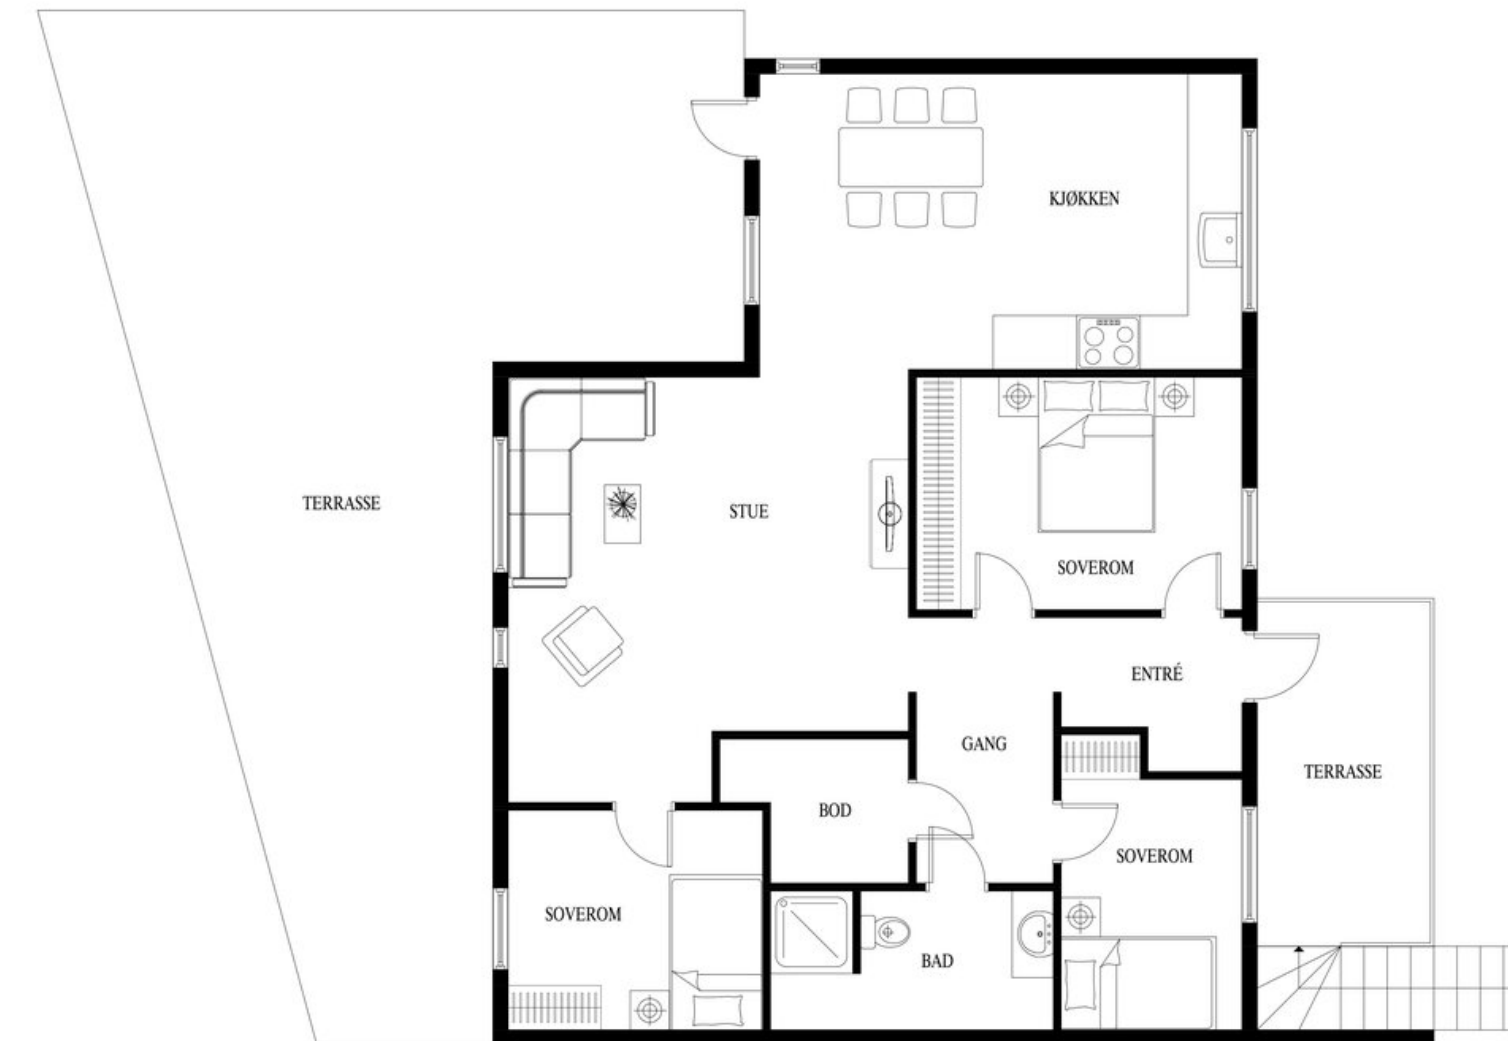 KJØKKEN
TERRASSE
STUE
SOVEROM
ENTRÉ
GANG
TERRASSE
BOD
SOVEROM
SOVEROM
BAD